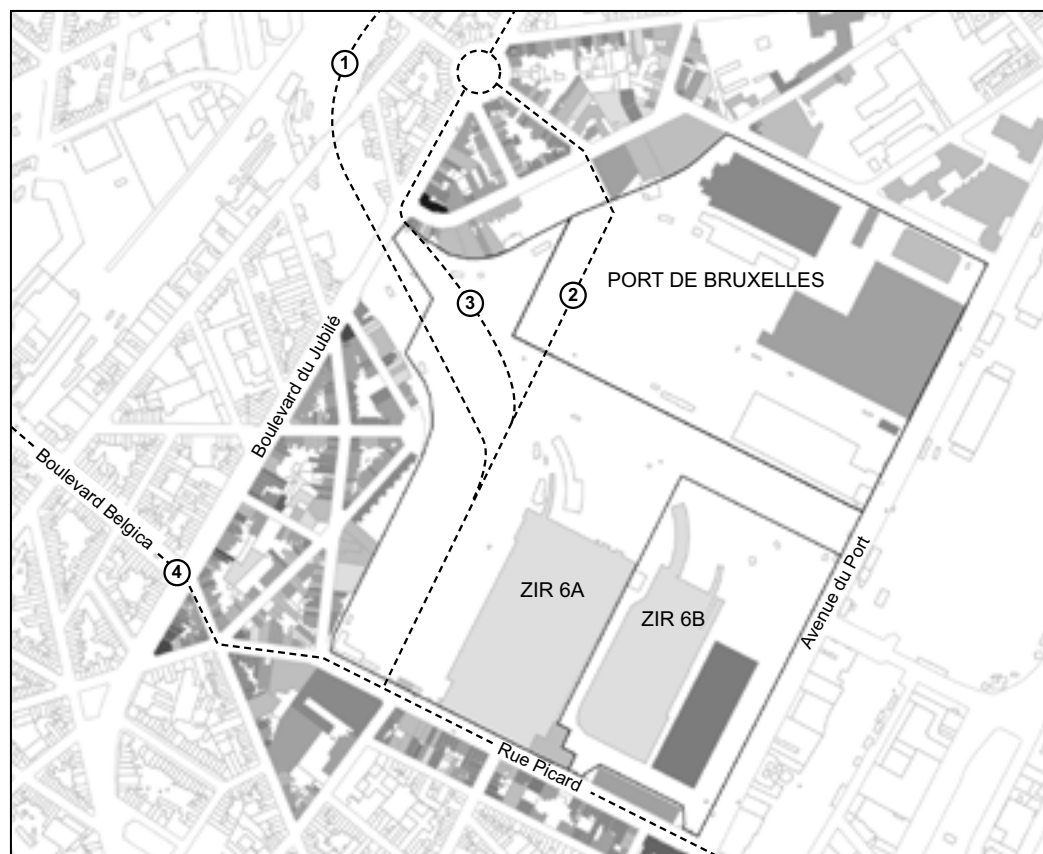 1
PORT DE BRUXELLES
2
3
Boulevard du Jubilé
Boulevard Belgica
4
ZIR 6A
ZIR 6B
Avenue du Port
Rue Picard